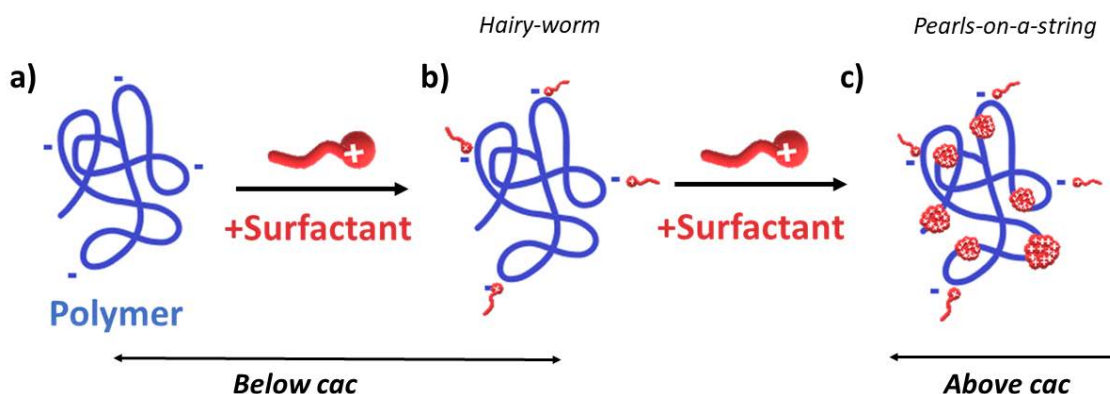 Hairy-worm
Pearls-on-a-string
a)
b)
c)
-
-
-
-
+
+Surfactant
-
-
-
-
+
+Surfactant
-
-
-
-
Polymer
Below cac
Above cac